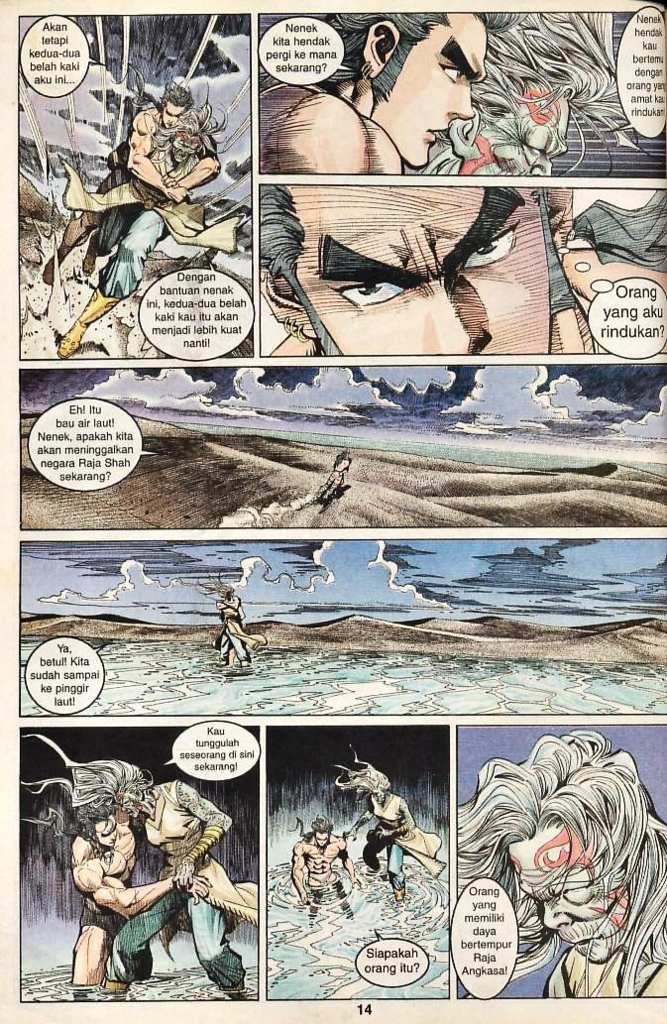 Akan
tetapi
kedua-dua
belah kaki
aku ini...
Dengan
bantuan nenak
ini, kedua-dua belah
kaki kau itu akan
menjadi lebih kuat
nanti!
Nenek
kita hendak
pergi ke mana
sekarang?
Nenek
hendak
kau
bertemu
dengan
orang yang
amat kau
rindukan!
Orang
yang aku
rindukan?
Eh! Itu
bau air laut!
Nenek, apakah kita
akan meninggalkan
negara Raja Shah
sekarang?
Ya,
betul! Kita
sudah sampai
ke pinggir
laut!
Kau
tunggulah
seseorang di sini
sekarang!
Siapakah
orang itu?
Orang
yang
memiliki
daya
bertempur
Raja
Angkasa!
14